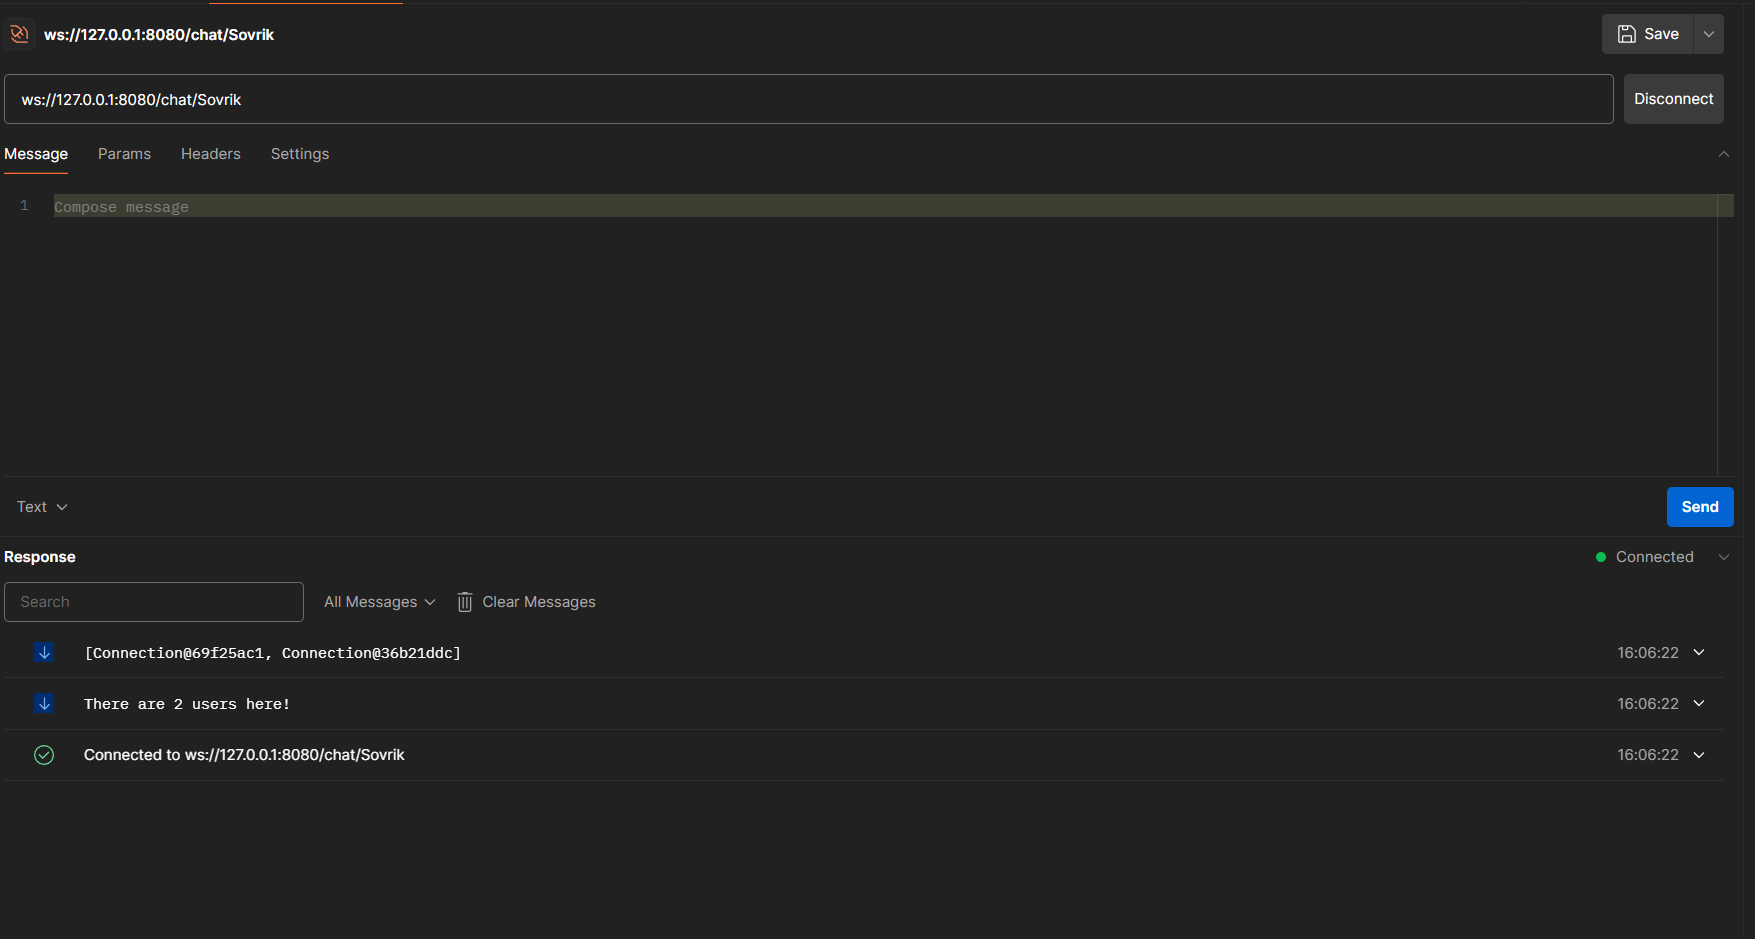 ws://127.0.0.1:8080/chat/Sovrik
Save
ws://127.0.0.1:8080/chat/Sovrik
Disconnect
Message Params Headers Settings
1 Compose message
Text
Send
Response
Connected
Search
All Messages
Clear Messages
[Connection@69f25ac1, Connection@36b21ddc] 16:06:22
There are 2 users here! 16:06:22
Connected to ws://127.0.0.1:8080/chat/Sovrik 16:06:22